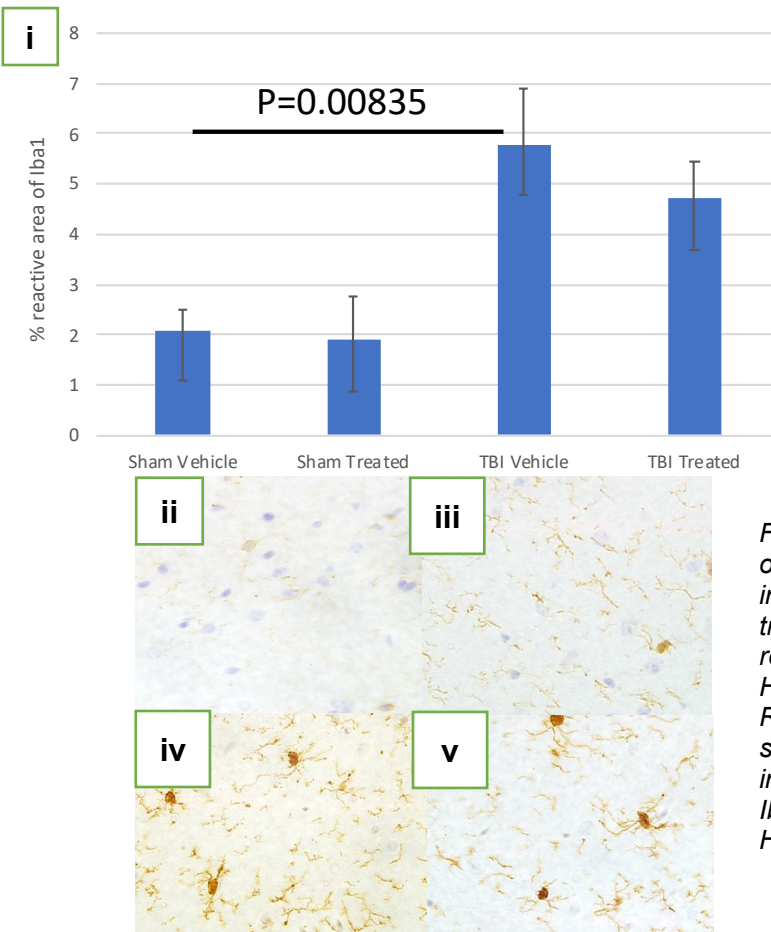 i
8
7
6
5
4
3
2
1
0
% reactive area of Iba1
P=0.00835
Sham Vehicle
Sham Treated
TBI Vehicle
TBI Treated
ii
iii
iv
v